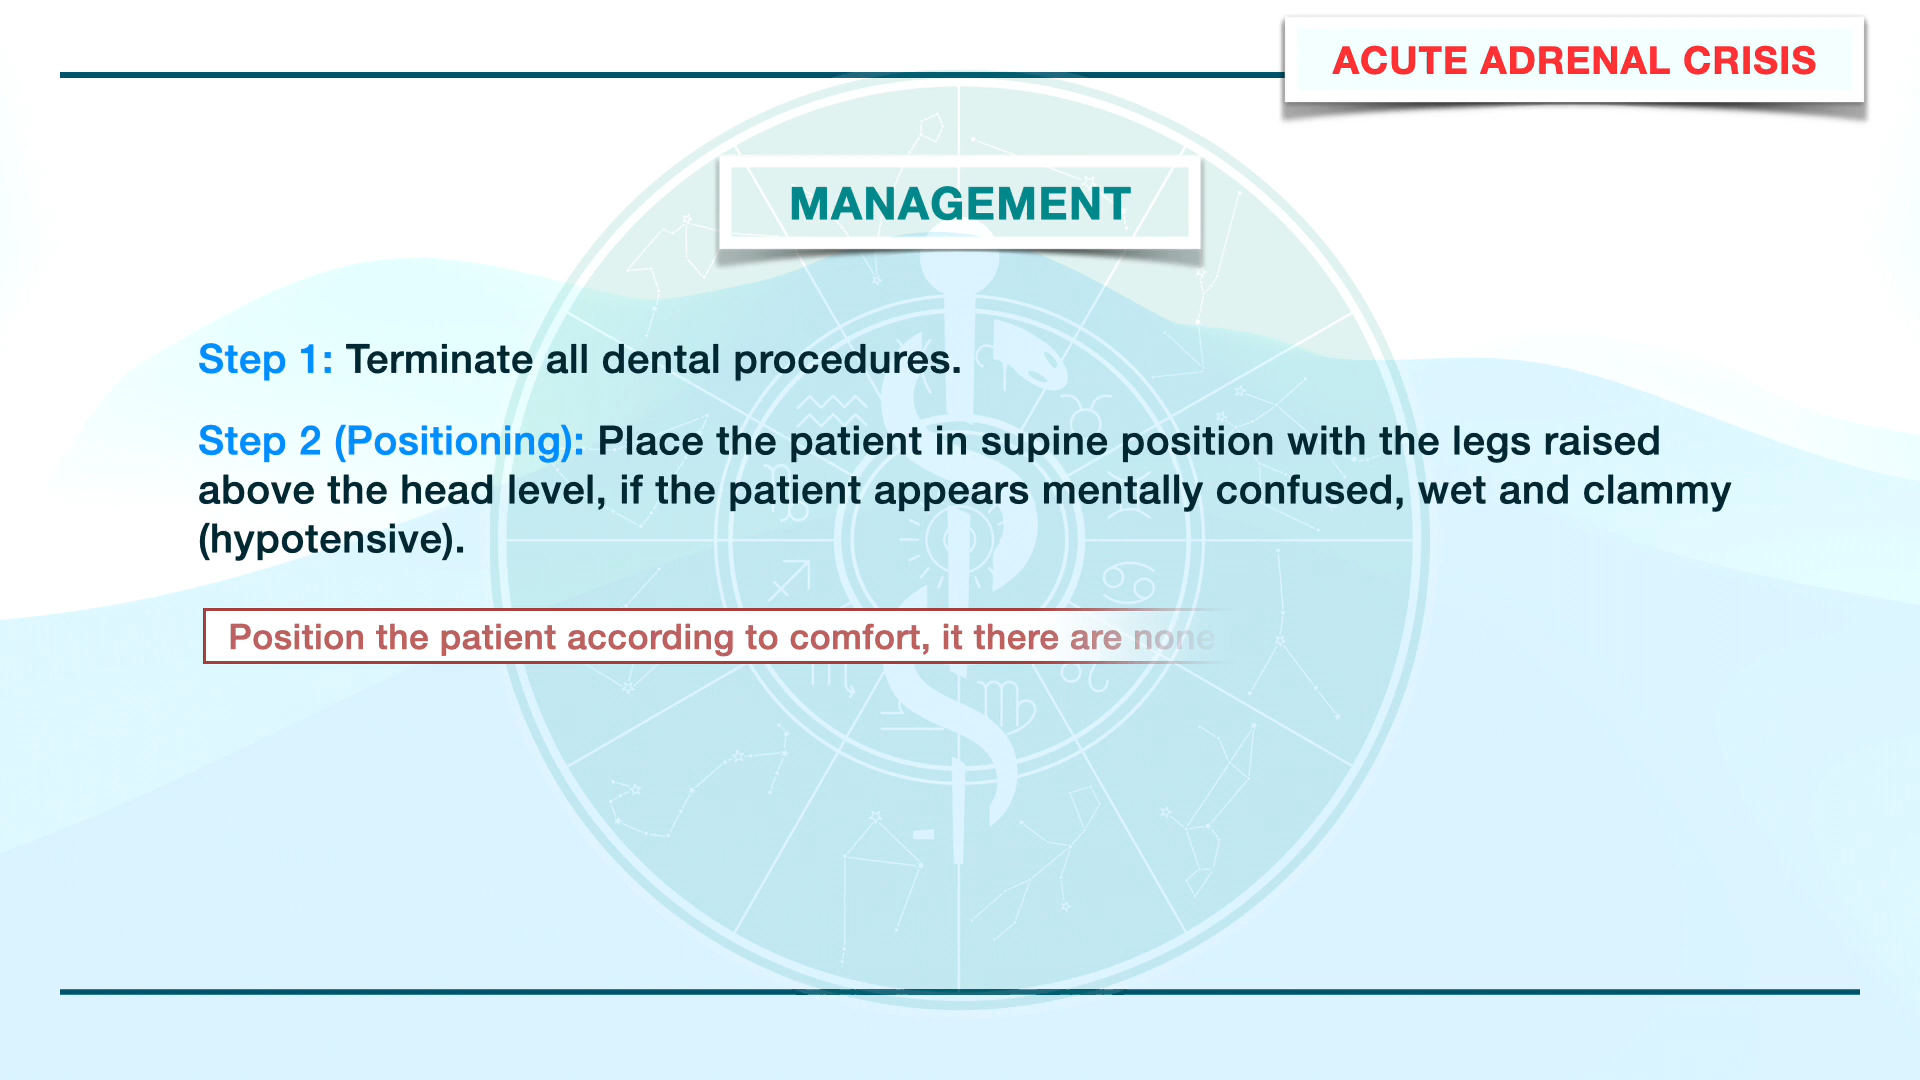 ACUTE ADRENAL CRISIS
MANAGEMENT
Step 1: Terminate all dental procedures.
Step 2 (Positioning): Place the patient in supine position with the legs raised
above the head level, if the patient appears mentally confused, wet and clammy
(hypotensive).
Position the patient according to comfort, it there are none